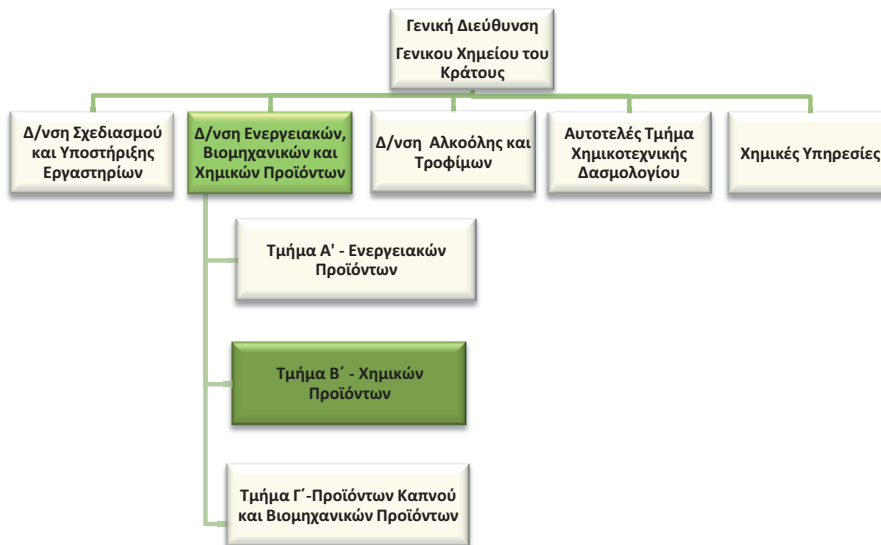 Γενική Διεύθυνση
Γενικου Χημείου του
Κράτους
Δ/νση Σχεδιασμού
και Υποστήριξης
Εργαστηρίων
Δ/νση Ενεργειακών,
Βιομηχανικών και
Χημικών Προϊόντων
Δ/νση Αλκοόλης και
Τροφίμων
Αυτοτελές Τμήμα
Χημικοτεχνικής
Δασμολογίου
Χημικές Υπηρεσίες
Τμήμα Α' - Ενεργειακών
Προϊόντων
Τμήμα Β΄ - Χημικών
Προϊόντων
Τμήμα Γ΄-Προϊόντων Καπνού
και Βιομηχανικών Προϊόντων